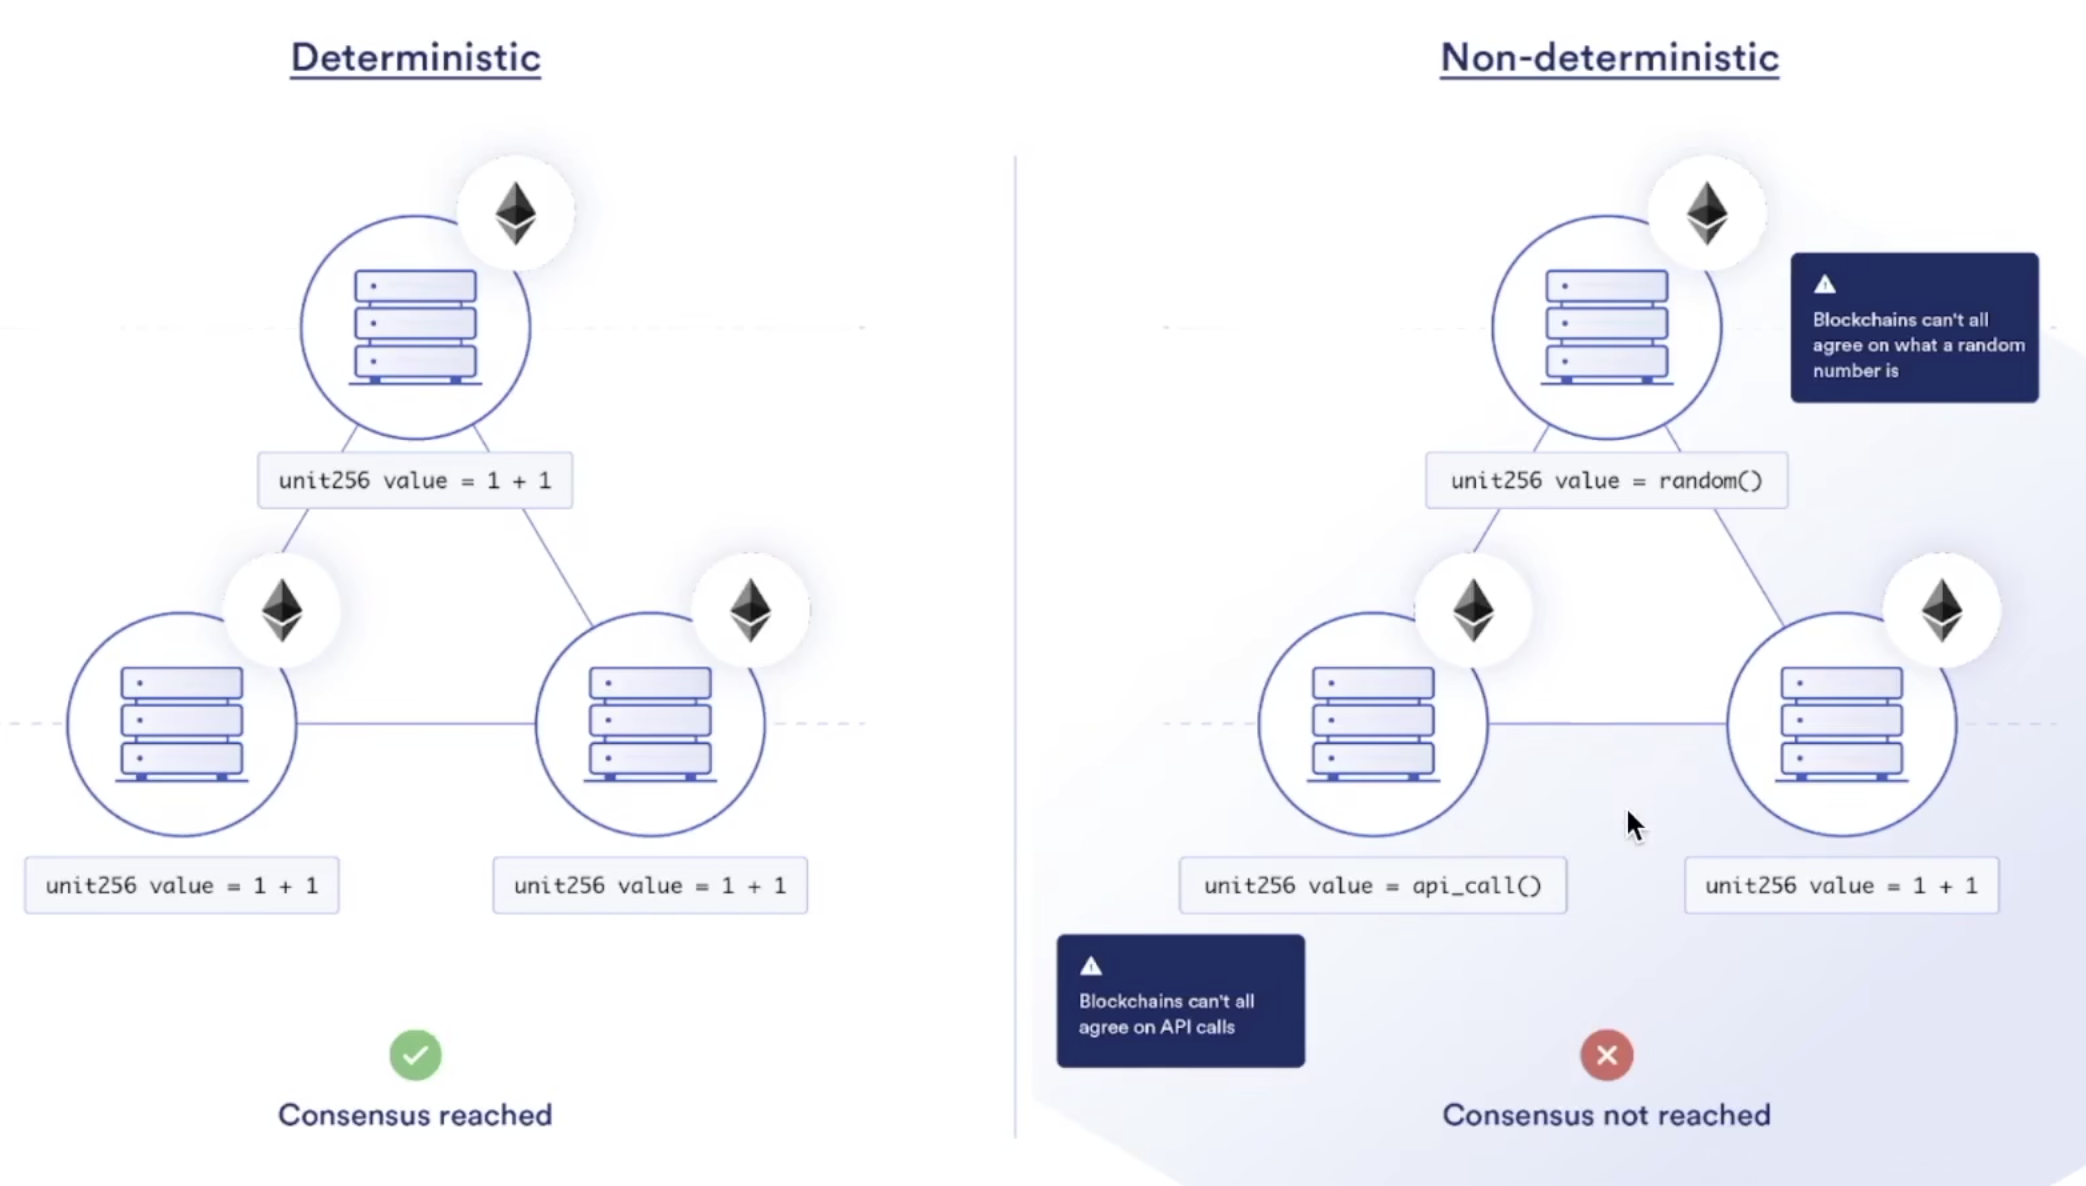 Deterministic
unit256 value = 1 + 1
unit256 value = 1 + 1
unit256 value = 1 + 1
Consensus reached
Non-deterministic
Blockchains can't all
agree on what a random
number is
unit256 value = random()
unit256 value = api_call()
unit256 value = 1 + 1
Blockchains can't all
agree on API calls
Consensus not reached